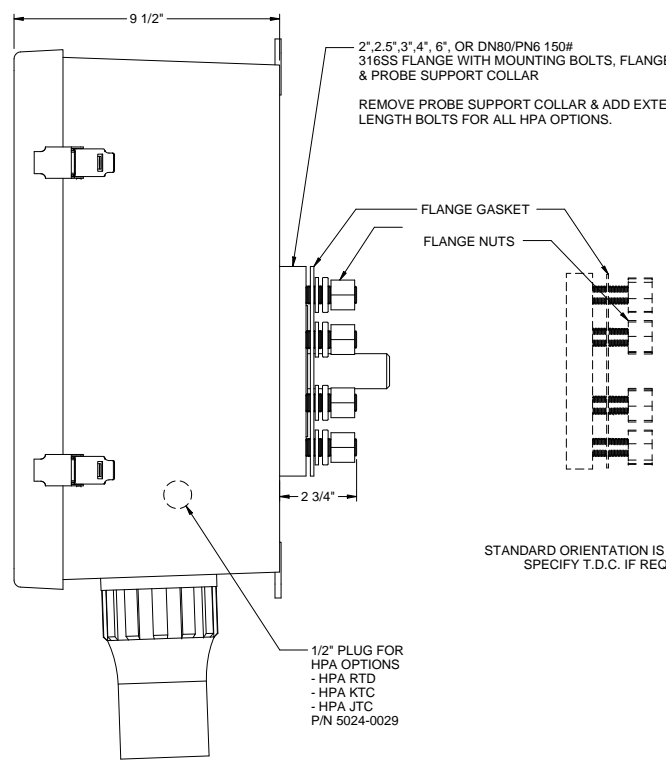 9 1/2"
2",2.5",3",4", 6", OR DN80/PN6 150#
316SS FLANGE WITH MOUNTING BOLTS, FLANGE
& PROBE SUPPORT COLLAR
REMOVE PROBE SUPPORT COLLAR & ADD
LENGTH BOLTS FOR ALL HPA OPTIONS.
FLANGE GASKET
FLANGE NUTS
2 3/4"
STANDARD ORIENTATION IS
SPECIFY T.D.C. IF
1/2" PLUG FOR
HPA OPTIONS
- HPA RTD
- HPA KTC
- HPA JTC
P/N 5024-0029